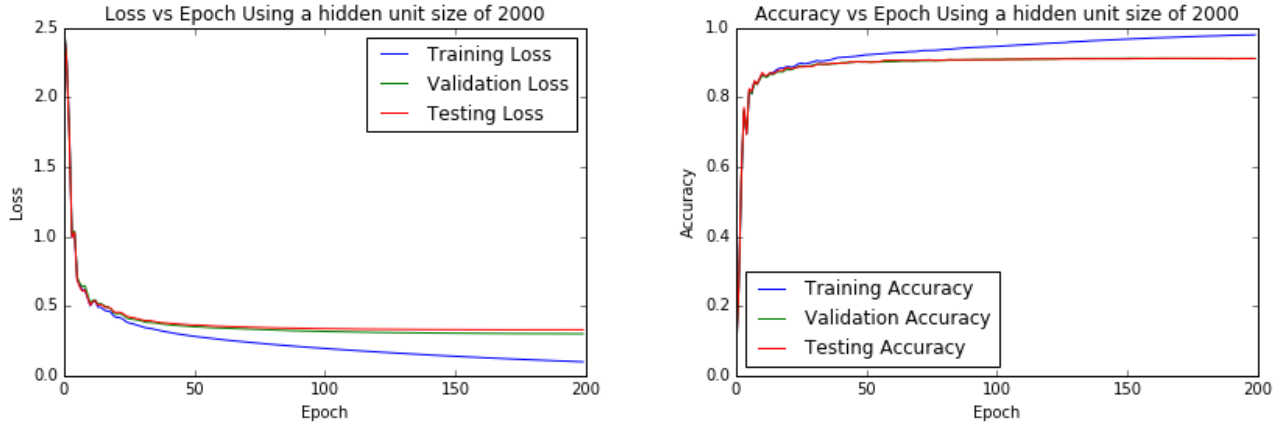 Loss vs Epoch Using a hidden unit size of 2000
2.5
2.0
1.5
1.0
0.5
0.0
Loss
Training Loss
Validation Loss
Testing Loss
0
50
100
150
200
Epoch
Accuracy vs Epoch Using a hidden unit size of 2000
1.0
0.8
0.6
0.4
0.2
0.0
Accuracy
Training Accuracy
Validation Accuracy
Testing Accuracy
0
50
100
150
200
Epoch